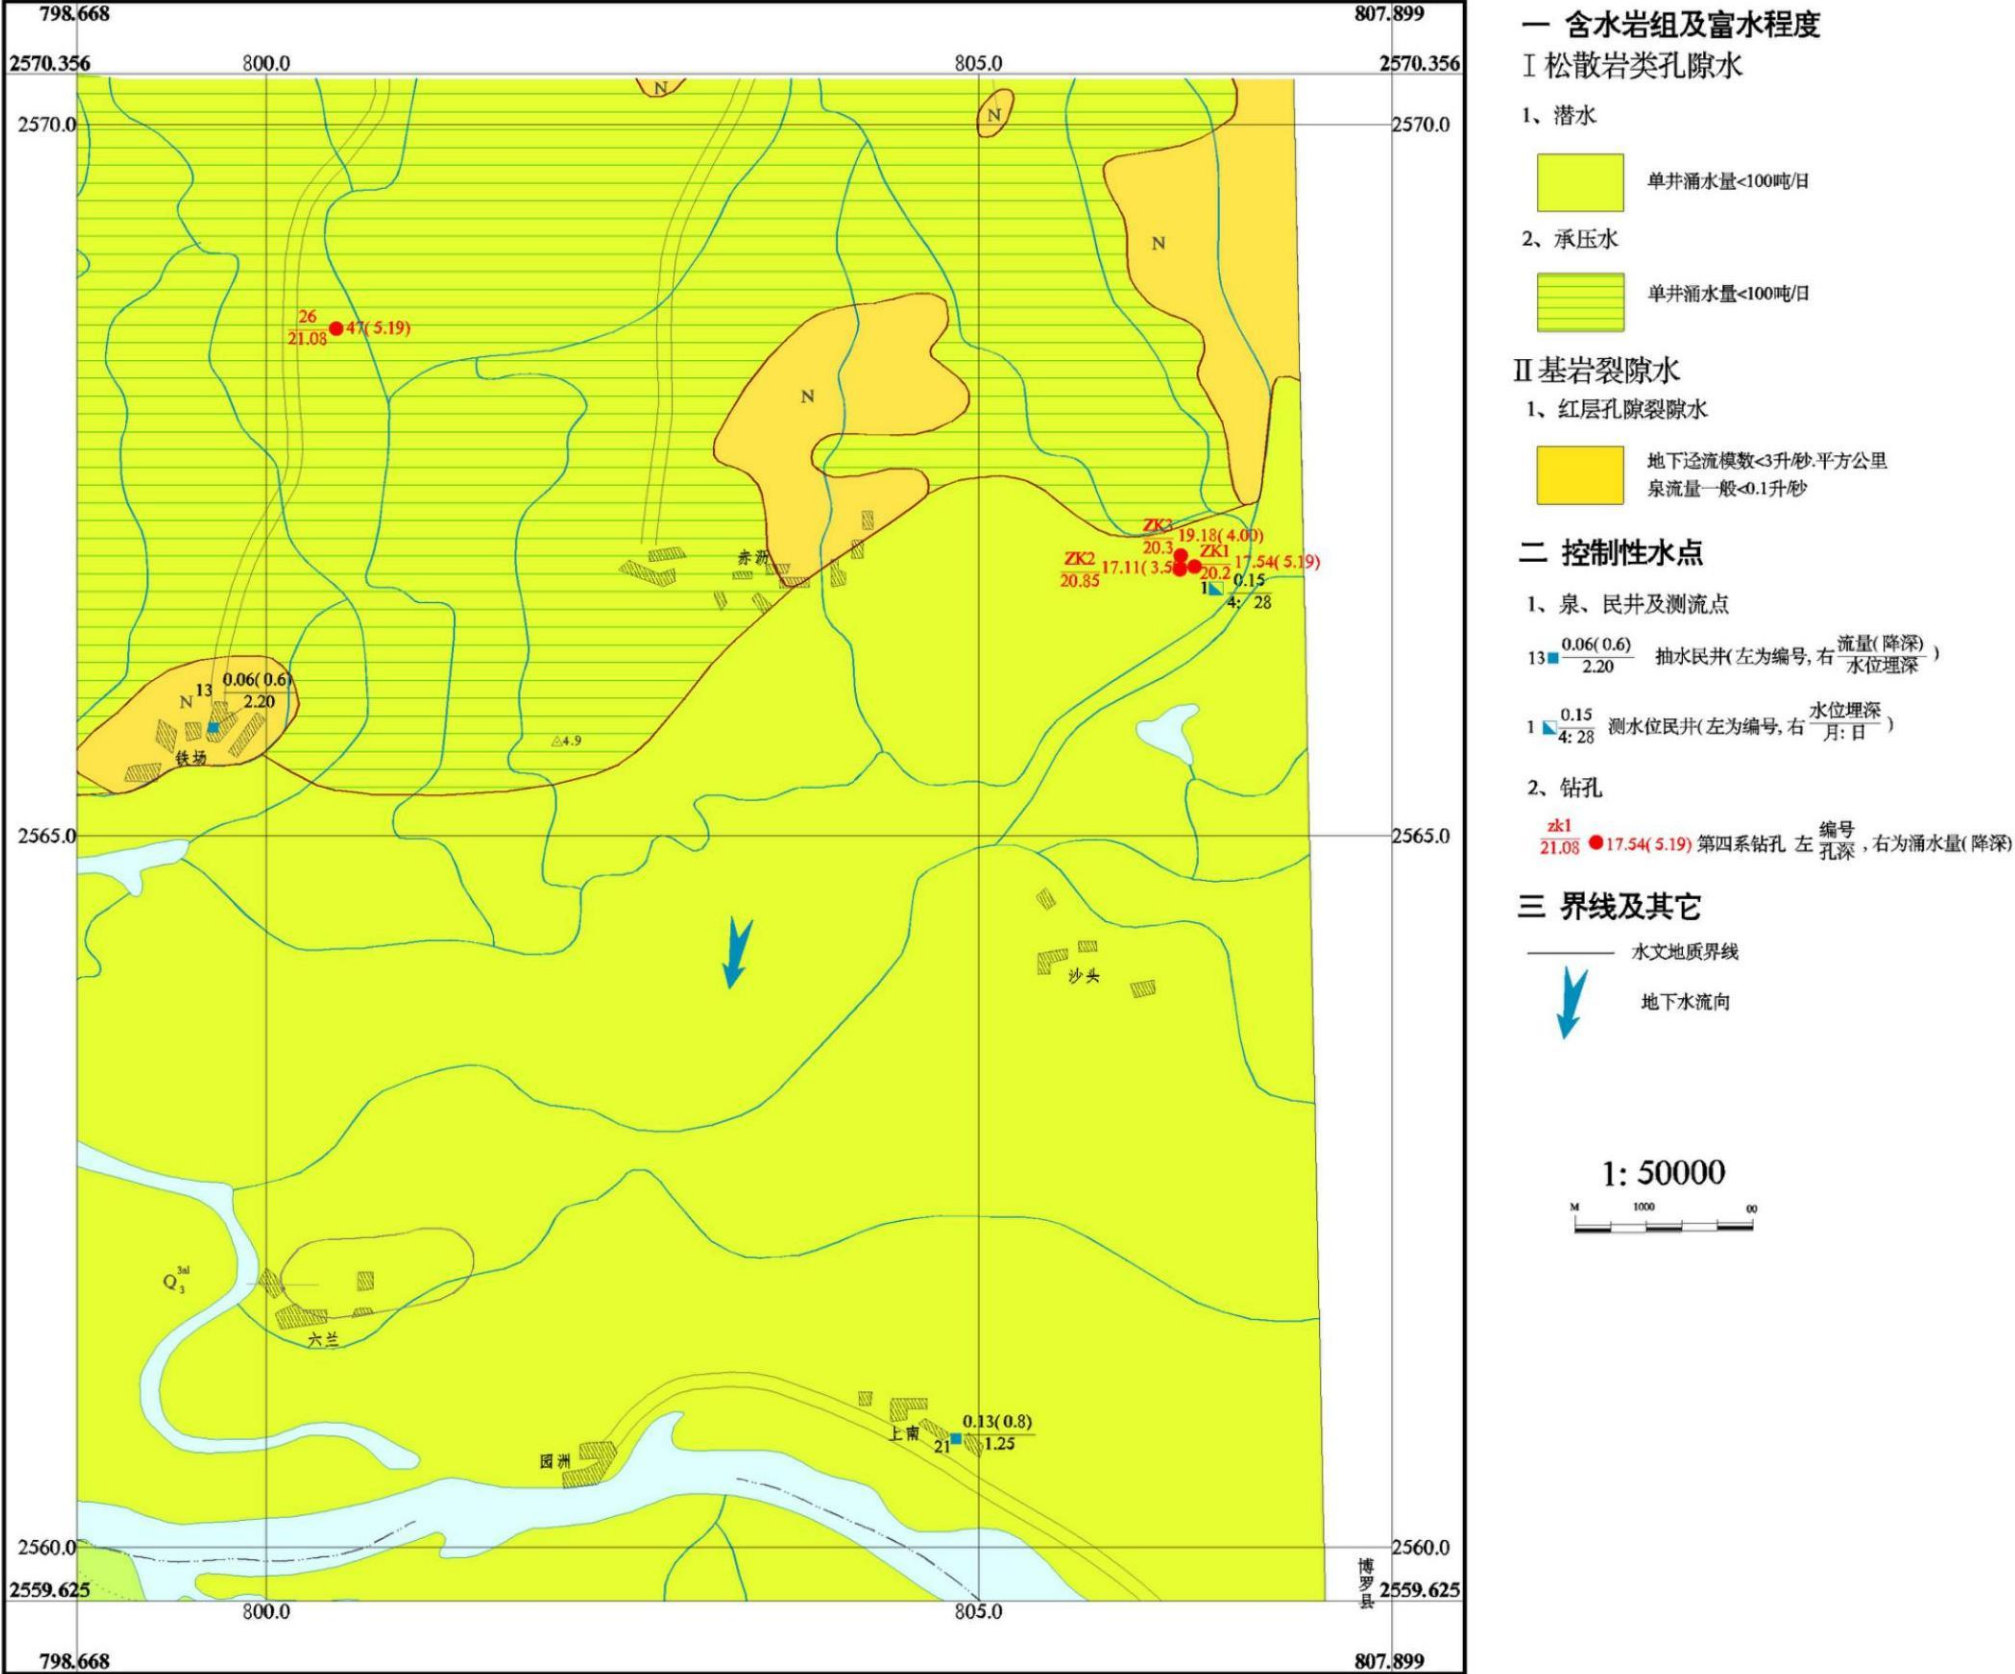 798.668
807.899
2570.356
800.0
805.0
2570.356
2570.0
2570.0
N
N
N
N
26
21.08
47(5.19)
赤沥
ZK3
20.3
19.18(4.00)
ZK2
20.85
17.11(3.5
ZK1
20.2
17.54(5.19)
1
0.15
4: 28
N
13
0.06(0.6)
2.20
铁场
4.9
2565.0
2565.0
沙头
Q 3al 3
六兰
园洲
上南
21
0.13(0.8)
1.25
2560.0
2560.0
博罗县
2559.625
2559.625
800.0
805.0
798.668
807.899
一 含水岩组及富水程度
Ⅰ松散岩类孔隙水
1、潜水
单井涌水量<100吨/日
2、承压水
单井涌水量<100吨/日
Ⅱ基岩裂隙水
1、红层孔隙裂隙水
地下迳流模数<3升/秒.平方公里
泉流量一般<0.1升/秒
二 控制性水点
1、泉、民井及测流点
13 0.06(0.6) 2.20 抽水民井(左为编号,右 流量(降深) 水位埋深 )
1 0.15 4: 28 测水位民井(左为编号,右 水位埋深 月: 日 )
2、钻孔
zk1 21.08 17.54(5.19) 第四系钻孔 左 编号 孔深 ,右为涌水量(降深)
三 界线及其它
水文地质界线
地下水流向
1: 50000
M 1000 00